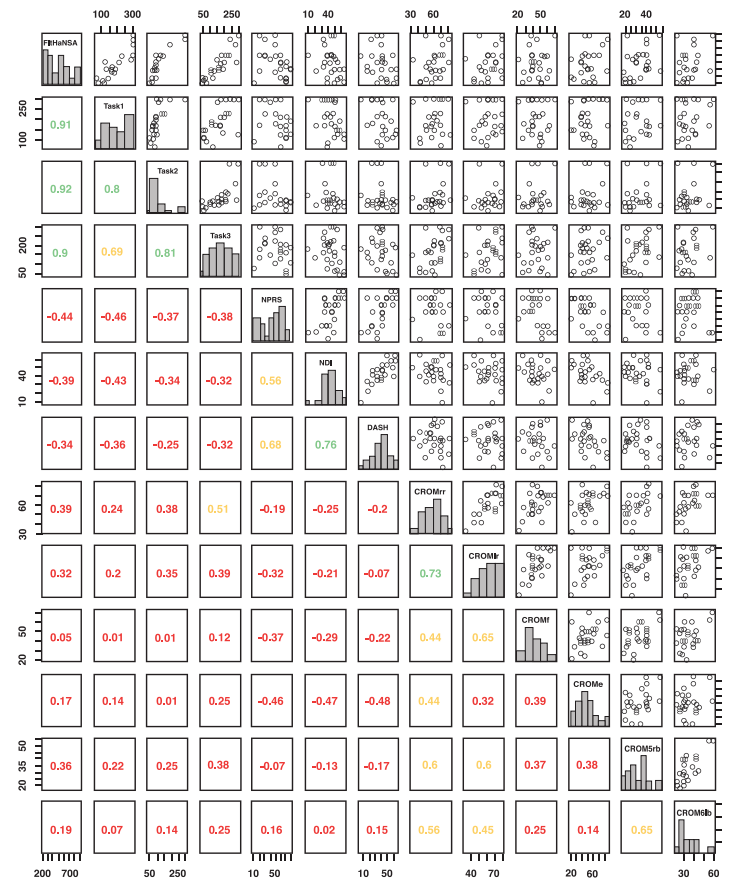 100 300 50 250 10 40 30 60 20 50 20 40
FItHaNSA
0.91 Task1
250
100
0.92 0.8 Task2
0.9 0.69 0.81 Task3
200
50
-0.44 -0.46 -0.37 -0.38 NPRS
-0.39 -0.43 -0.34 -0.32 0.56 NDI
40
10
-0.34 -0.36 -0.25 -0.32 0.68 0.76 DASH
0.39 0.24 0.38 0.51 -0.19 -0.25 -0.2 CROMrr
60
30
0.32 0.2 0.35 0.39 -0.32 -0.21 -0.07 0.73 CROMlr
0.05 0.01 0.01 0.12 -0.37 -0.29 -0.22 0.44 0.65 CROMf
50
20
0.17 0.14 0.01 0.25 -0.46 -0.47 -0.48 0.44 0.32 0.39 CROMe
50
0.36 0.22 0.25 0.38 -0.07 -0.13 -0.17 0.6 0.6 0.37 0.38 CROM5rb
35
20
0.19 0.07 0.14 0.25 0.16 0.02 0.15 0.56 0.45 0.25 0.14 0.65 CROM6lb
200 700 50 250 10 50 10 50 40 70 20 60 30 50